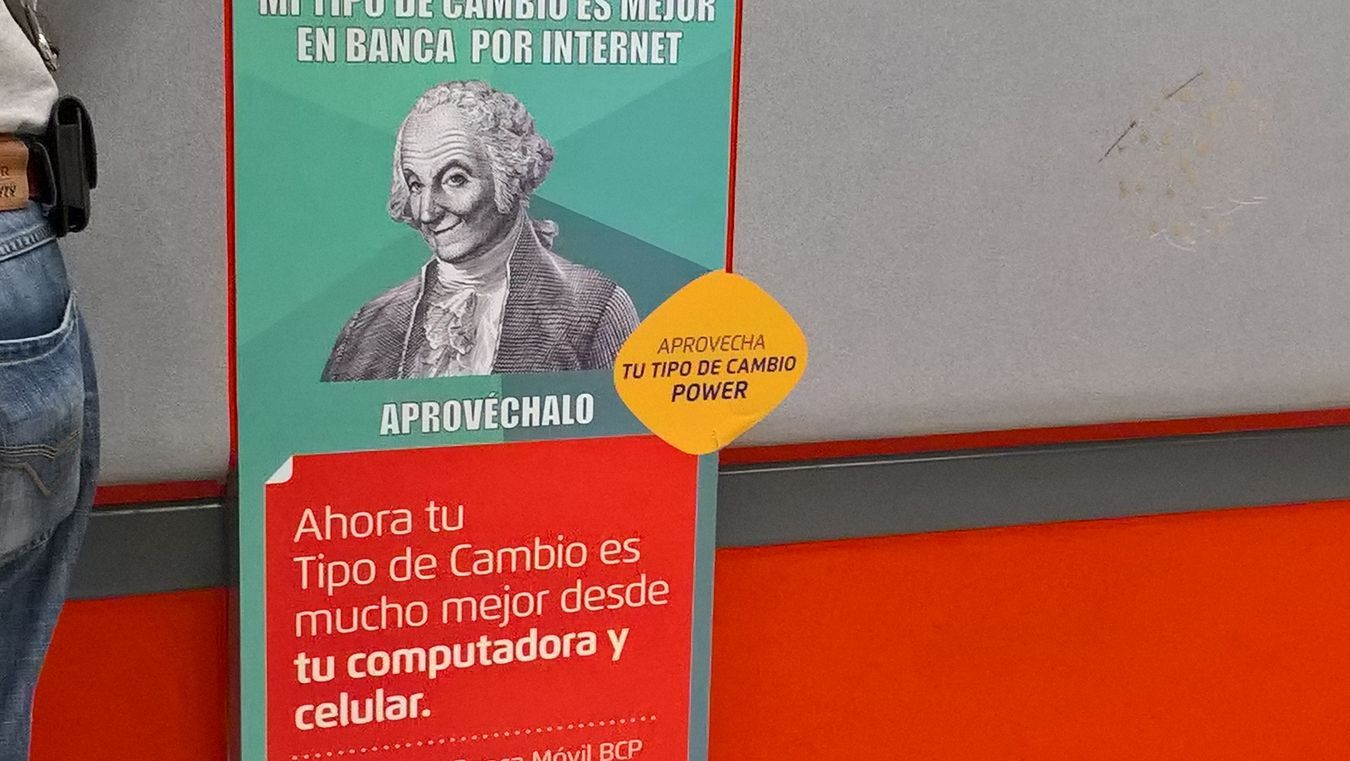 MI TIPO DE CAMBIO ES MEJOR
EN BANCA POR INTERNET
APROVECHA
TU TIPO DE CAMBIO
POWER
APROVÉCHALO
Ahora tu
Tipo de Cambio es
mucho mejor desde
tu computadora y
celular.
Móvil BCP